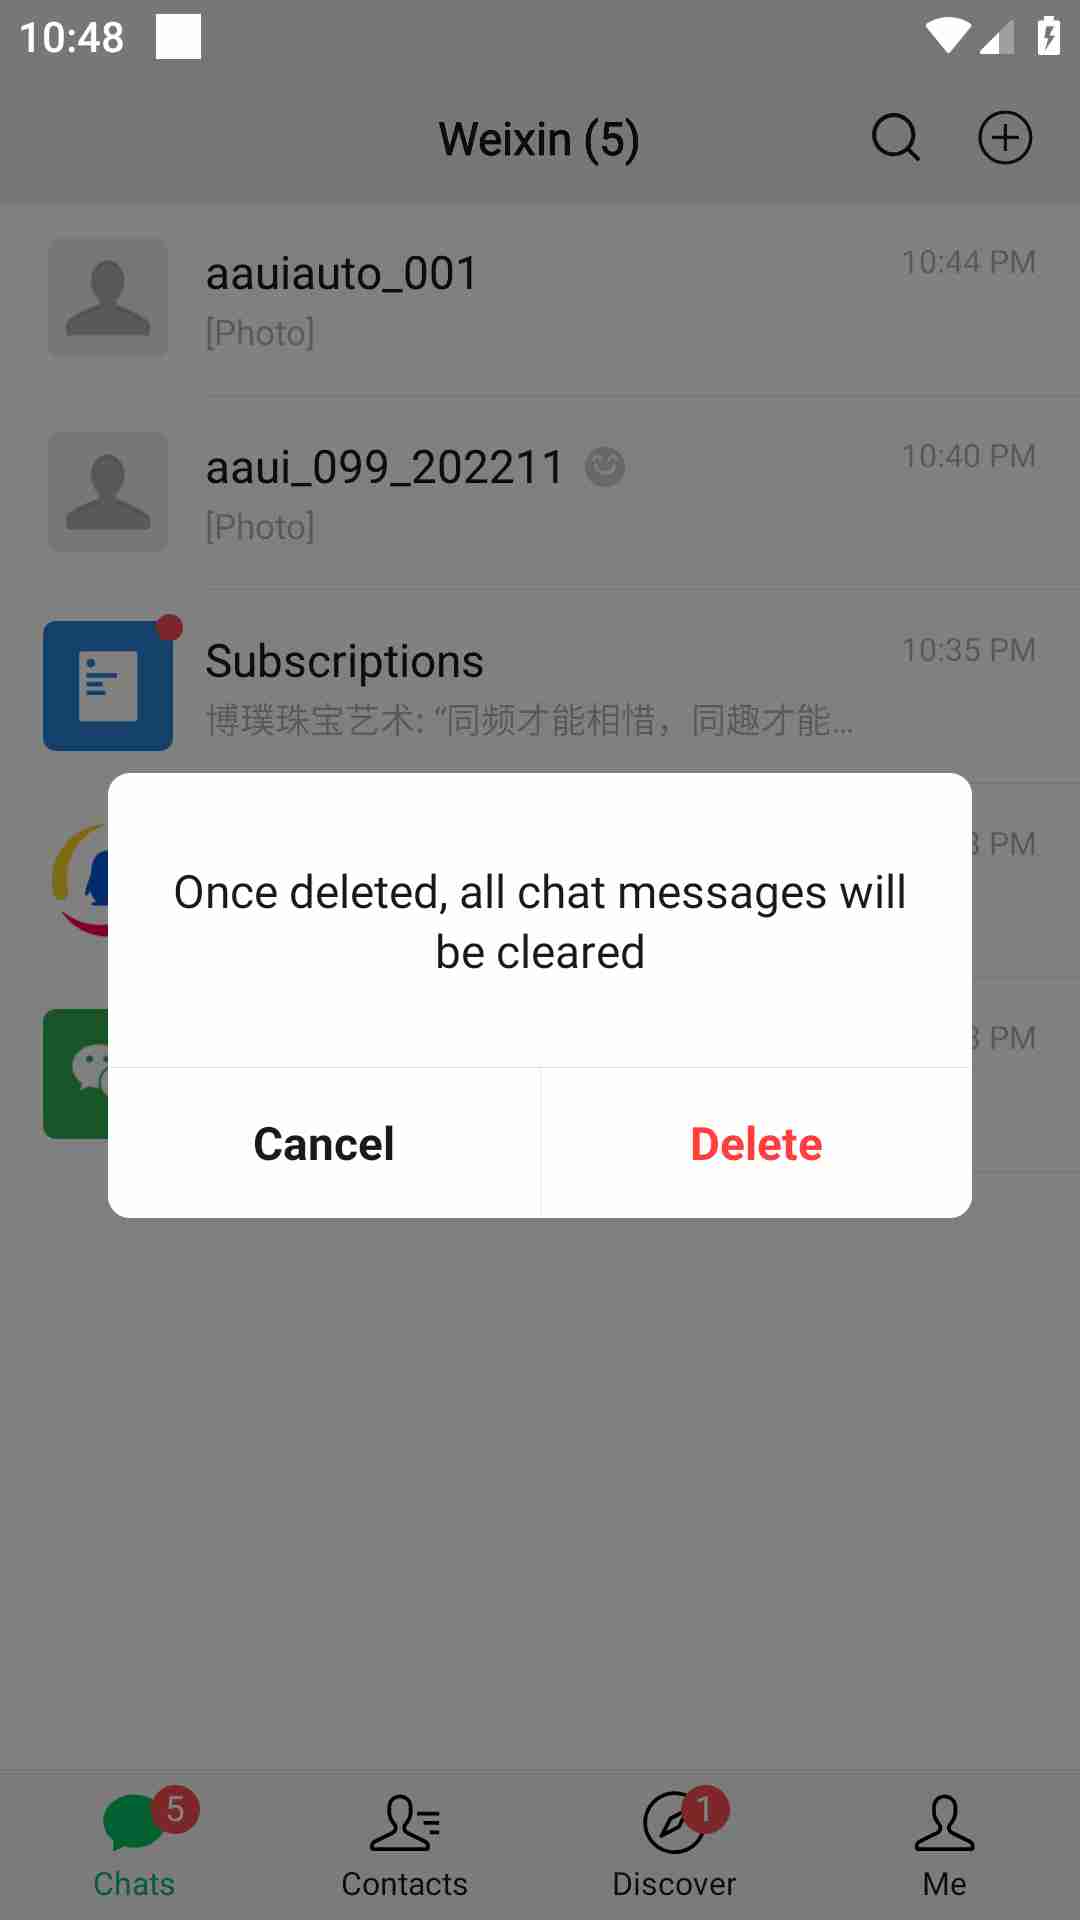 10:48
Weixin (5)
aauiauto_001
10:44 PM
[Photo]
aaui_099_202211
10:40 PM
[Photo]
Subscriptions
10:35 PM
博璞珠宝艺术: “同频才能相惜，同趣才能...
PM
Once deleted, all chat messages will
be cleared
PM
Cancel
Delete
5
1
Chats
Contacts
Discover
Me